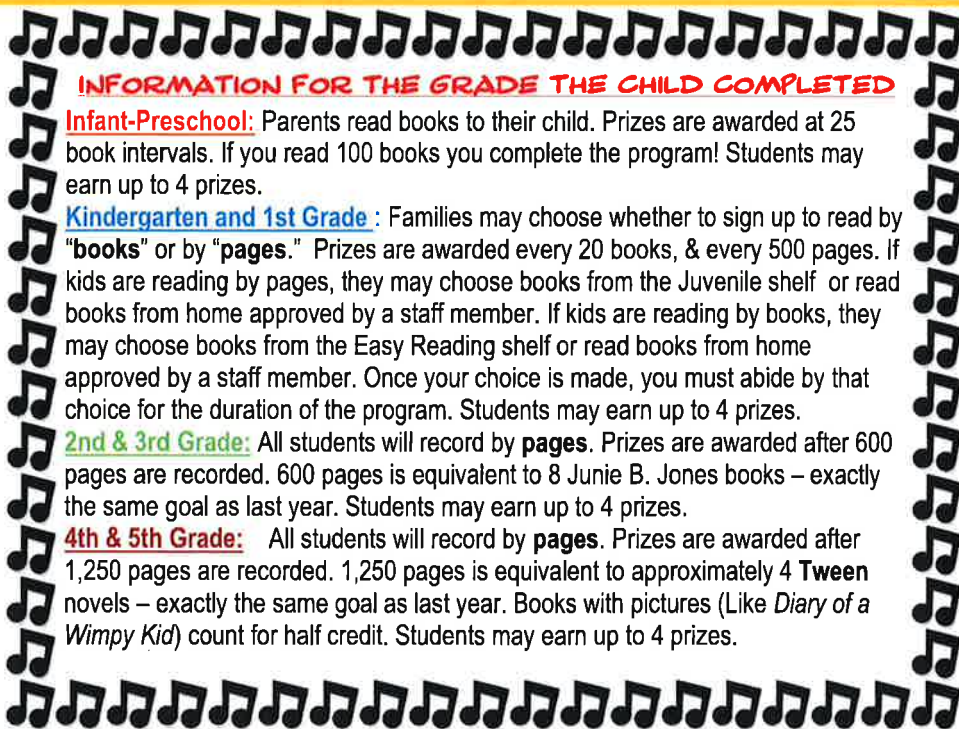 INFORMATION FOR THE GRADE THE CHILD COMPLETED
Infant-Preschool: Parents read books to their child. Prizes are awarded at 25
book intervals. If you read 100 books you complete the program! Students may
earn up to 4 prizes.
Kindergarten and 1st Grade : Families may choose whether to sign up to read by
"books" or by "pages." Prizes are awarded every 20 books, & every 500 pages. If
kids are reading by pages, they may choose books from the Juvenile shelf or read
books from home approved by a staff member. If kids are reading by books, they
may choose books from the Easy Reading shelf or read books from home
approved by a staff member. Once your choice is made, you must abide by that
choice for the duration of the program. Students may earn up to 4 prizes.
2nd & 3rd Grade: All students will record by pages. Prizes are awarded after 600
pages are recorded. 600 pages is equivalent to 8 Junie B. Jones books – exactly
the same goal as last year. Students may earn up to 4 prizes.
4th & 5th Grade: All students will record by pages. Prizes are awarded after
1,250 pages are recorded. 1,250 pages is equivalent to approximately 4 Tween
novels – exactly the same goal as last year. Books with pictures (Like Diary of a
Wimpy Kid) count for half credit. Students may earn up to 4 prizes.